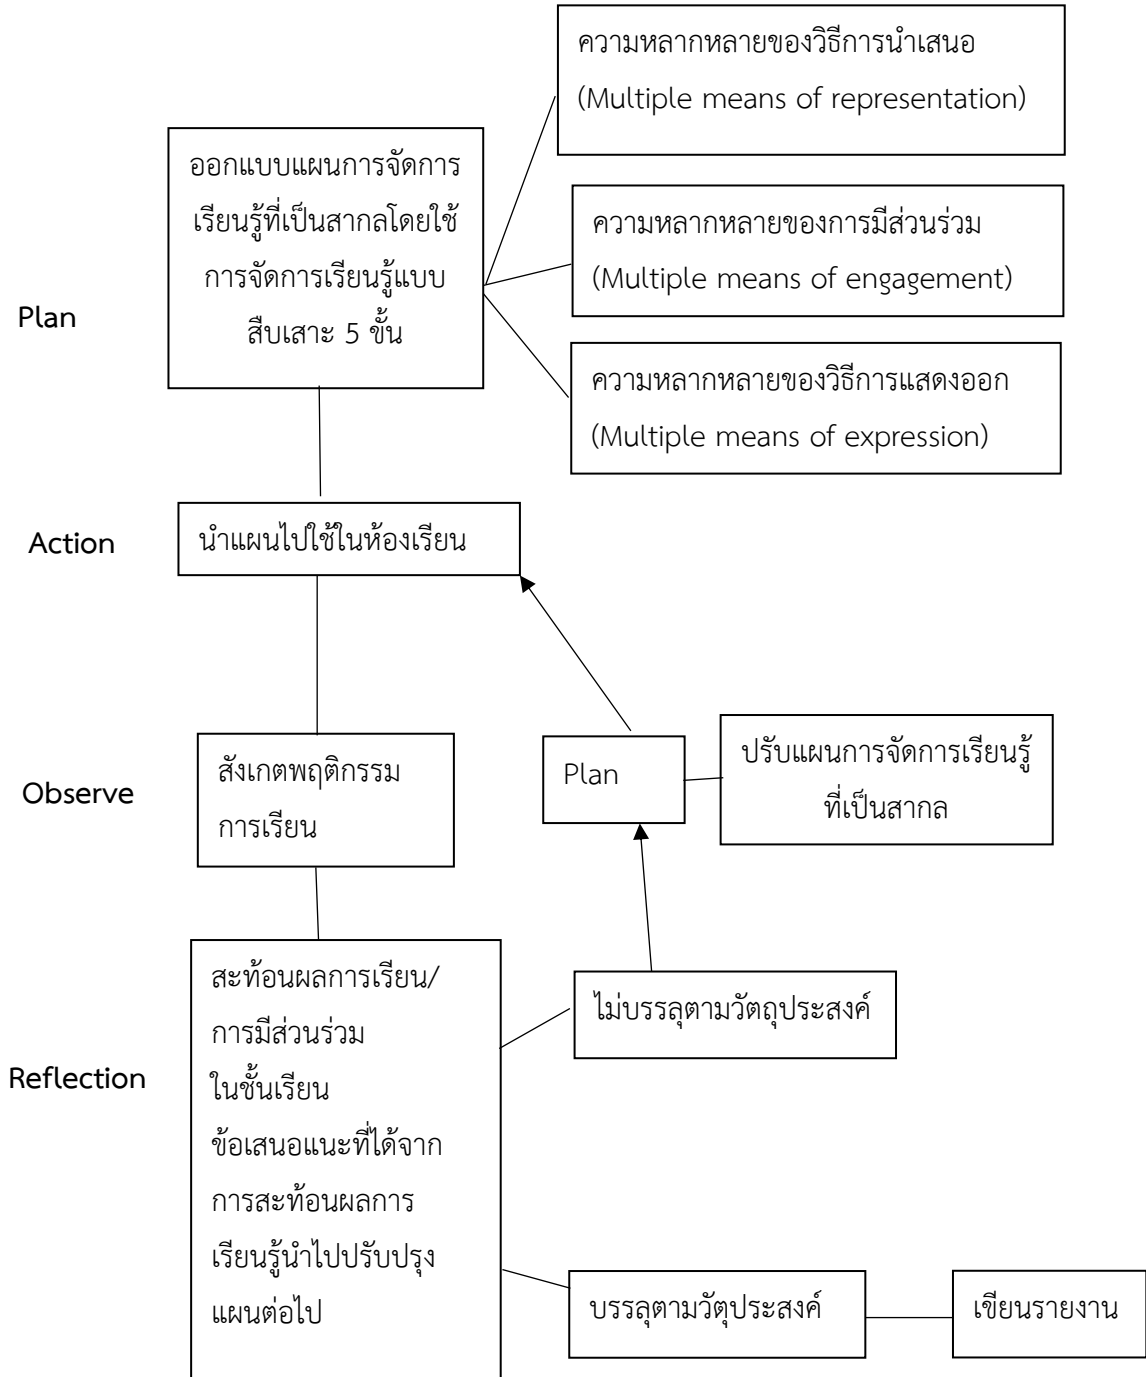 ความหลากหลายของวิธีการนำเสนอ
(Multiple means of representation)
ออกแบบแผนการจัดการ
เรียนรู้ที่เป็นสากลโดยใช้
การจัดการเรียนรู้แบบ
สืบเสาะ 5 ขั้น
ความหลากหลายของการมีส่วนร่วม
(Multiple means of engagement)
Plan
ความหลากหลายของวิธีการแสดงออก
(Multiple means of expression)
Action
นำแผนไปใช้ในห้องเรียน
Observe
สังเกตพฤติกรรม
การเรียน
Plan
ปรับแผนการจัดการเรียนรู้
ที่เป็นสากล
Reflection
สะท้อนผลการเรียน/
การมีส่วนร่วม
ในชั้นเรียน
ข้อเสนอแนะที่ได้จาก
การสะท้อนผลการ
เรียนรู้นำไปปรับปรุง
แผนต่อไป
ไม่บรรลุตามวัตถุประสงค์
บรรลุตามวัตุประสงค์
เขียนรายงาน